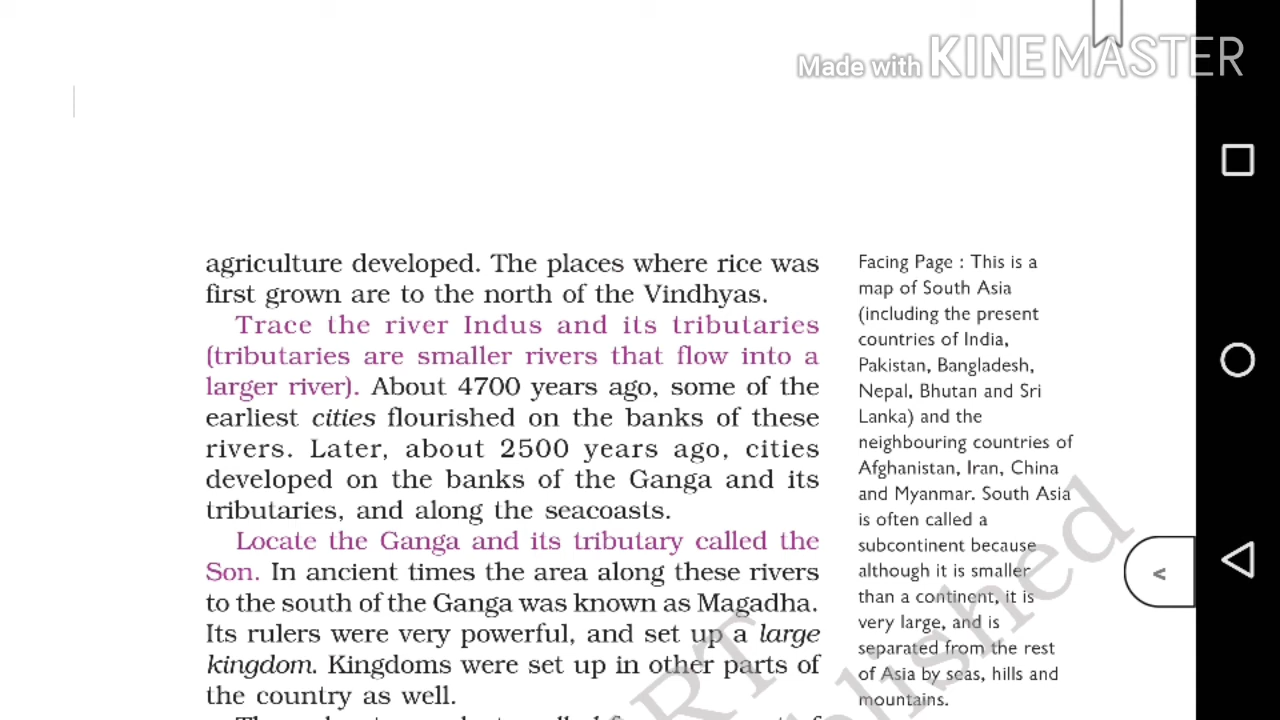 Made with KINEMASTER
agriculture developed. The places where rice was
first grown are to the north of the Vindhyas.
Trace the river Indus and its tributaries
(tributaries are smaller rivers that flow into a
larger river). About 4700 years ago, some of the
earliest cities flourished on the banks of these
rivers. Later, about 2500 years ago, cities
developed on the banks of the Ganga and its
tributaries, and along the seacoasts.
Locate the Ganga and its tributary called the
Son. In ancient times the area along these rivers
to the south of the Ganga was known as Magadha.
Its rulers were very powerful, and set up a large
kingdom. Kingdoms were set up in other parts of
the country as well.
Facing Page : This is a
map of South Asia
(including the present
countries of India,
Pakistan, Bangladesh,
Nepal, Bhutan and Sri
Lanka) and the
neighbouring countries of
Afghanistan, Iran, China
and Myanmar. South Asia
is often called a
subcontinent because
although it is smaller
than a continent, it is
very large, and is
separated from the rest
of Asia by seas, hills and
mountains.
<